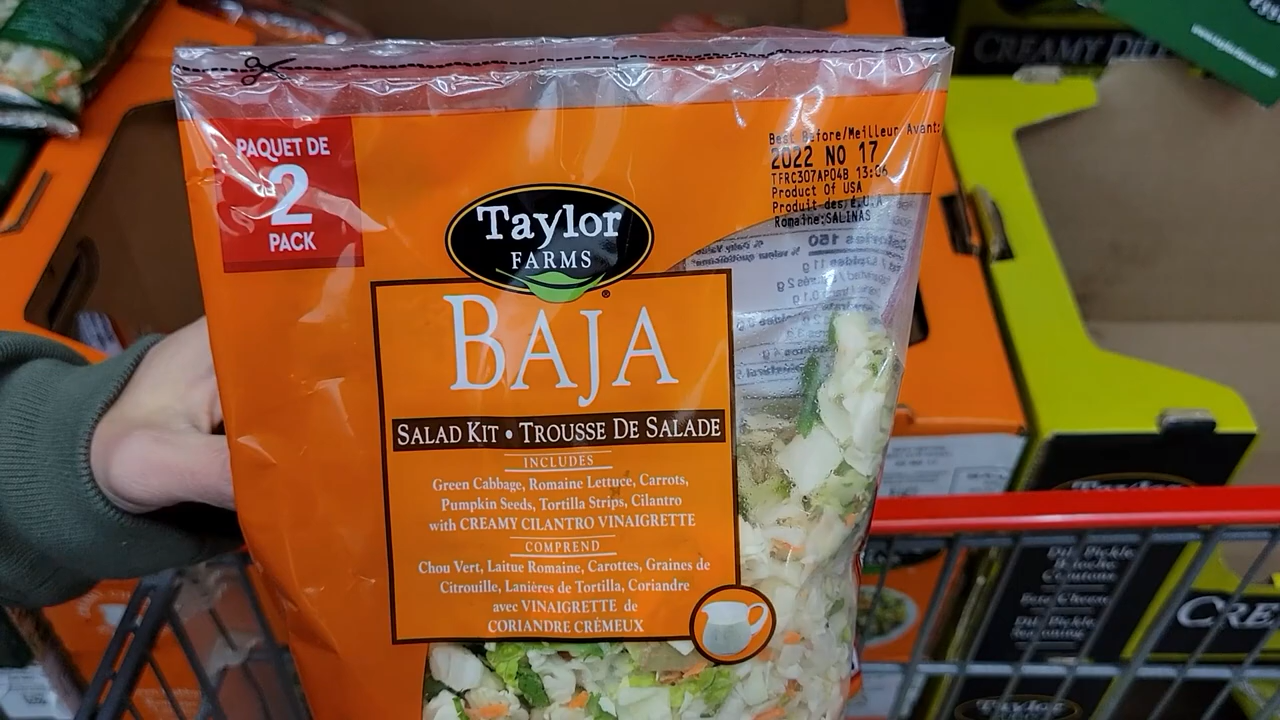 PAQUET DE
2
PACK
Best Before/Meilleur Avant:
2022 NO 17
TFRC307AP04B 13:06
Product Of USA
Produit des é.U.A
Romaine:SALINAS
Taylor
FARMS
®
BAJA
SALAD KIT • TROUSSE DE SALADE
INCLUDES
Green Cabbage, Romaine Lettuce, Carrots,
Pumpkin Seeds, Tortilla Strips, Cilantro
with CREAMY CILANTRO VINAIGRETTE
COMPREND
Chou Vert, Laitue Romaine, Carottes, Graines de
Citrouille, Lanières de Tortilla, Coriandre
avec VINAIGRETTE de
CORIANDRE CRÉMEUX
CREAMY DILL
Dill Pickle